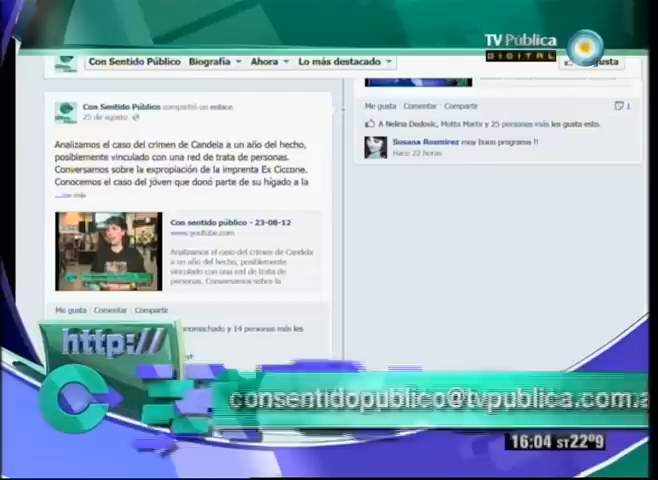 TV Pública
DIGITAL
Con Sentido Público Biografía Ahora Lo más destacado
Con Sentido Público compartió un enlace.
25 de agosto
Analizamos el caso del crimen de Candela a un año del hecho,
posiblemente vinculado con una red de trata de personas.
Conversamos sobre la expropiación de la imprenta Ex Ciccone.
Conocemos el caso del jóven que donó parte de su hígado a la
...ver más
Con sentido público - 23-08-12
www.youtube.com
Analizamos el caso del crimen de Candela
a un año del hecho, posiblemente
vinculado con una red de trata de
personas. Conversamos sobre la
Me gusta · Comentar · Compartir
y 14 personas más les
Me gusta · Comentar · Compartir 1
A Nelina Dedovic, Motta Marta y 25 personas más les gusta esto.
Susana Roamirez muy buen programa !!
Hace 22 horas
http://
consentidopublico@tvpublica.com.a
16:04 ST22º9